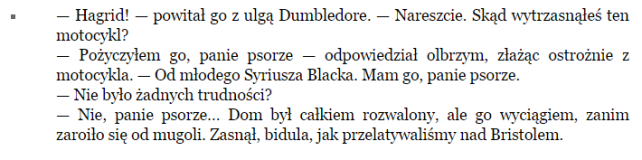 — Hagrid! — powitał go z ulgą Dumbledore. — Nareszcie. Skąd wytrzasnąłeś ten
motocykl?
— Pożyczyłem go, panie psorze — odpowiedział olbrzym, złażąc ostrożnie z
motocykla. — Od młodego Syriusza Blacka. Mam go, panie psorze.
— Nie było żadnych trudności?
— Nie, panie psorze... Dom był całkiem rozwalony, ale go wyciągiem, zanim
zaroiło się od mugoli. Zasnął, bidula, jak przelatywaliśmy nad Bristolem.